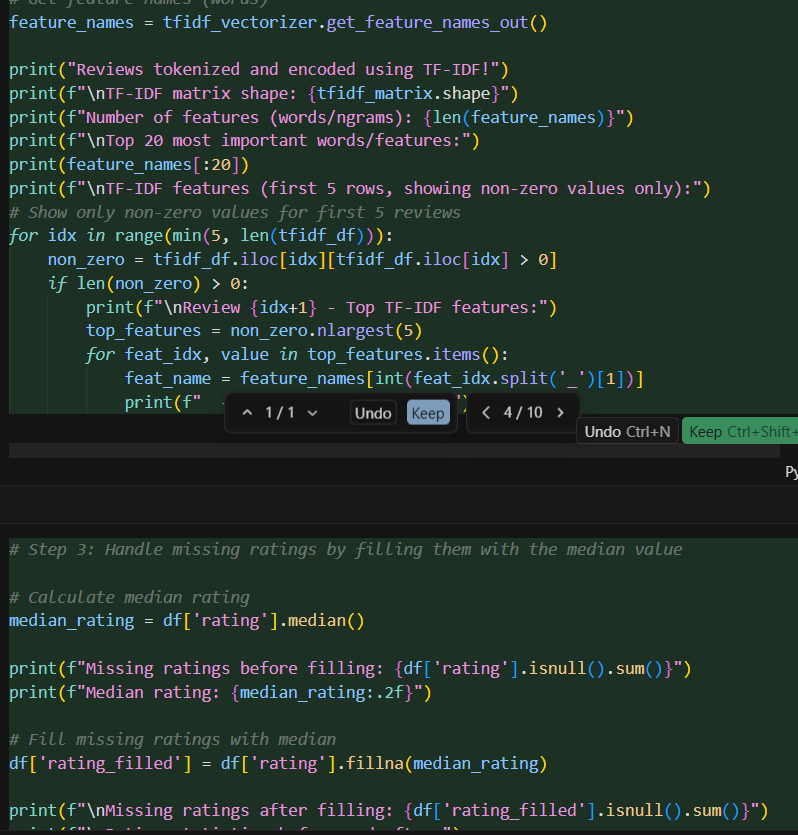 # Get feature names (words)
feature_names = tfidf_vectorizer.get_feature_names_out()
print("Reviews tokenized and encoded using TF-IDF!")
print(f"\nTF-IDF matrix shape: {tfidf_matrix.shape}")
print(f"Number of features (words/ngrams): {len(feature_names)}")
print(f"\nTop 20 most important words/features:")
print(feature_names[:20])
print(f"\nTF-IDF features (first 5 rows, showing non-zero values only):")
# Show only non-zero values for first 5 reviews
for idx in range(min(5, len(tfidf_df))):
    non_zero = tfidf_df.iloc[idx][tfidf_df.iloc[idx] > 0]
    if len(non_zero) > 0:
        print(f"\nReview {idx+1} - Top TF-IDF features:")
        top_features = non_zero.nlargest(5)
        for feat_idx, value in top_features.items():
            feat_name = feature_names[int(feat_idx.split('_')[1])]
            print(f"  ")
1 / 1 Undo Keep 4 / 10
Undo Ctrl+N Keep Ctrl+Shift+
Py
# Step 3: Handle missing ratings by filling them with the median value
# Calculate median rating
median_rating = df['rating'].median()
print(f"Missing ratings before filling: {df['rating'].isnull().sum()}")
print(f"Median rating: {median_rating:.2f}")
# Fill missing ratings with median
df['rating_filled'] = df['rating'].fillna(median_rating)
print(f"\nMissing ratings after filling: {df['rating_filled'].isnull().sum()}")